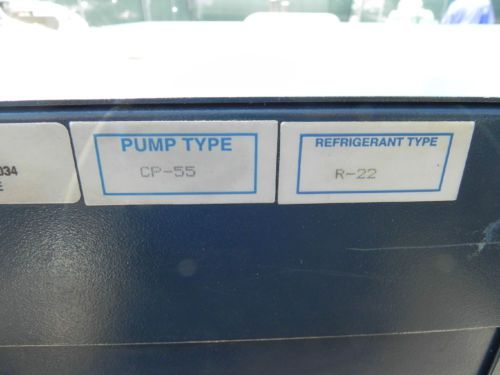 034
E
PUMP TYPE
CP-55
REFRIGERANT TYPE
R-22